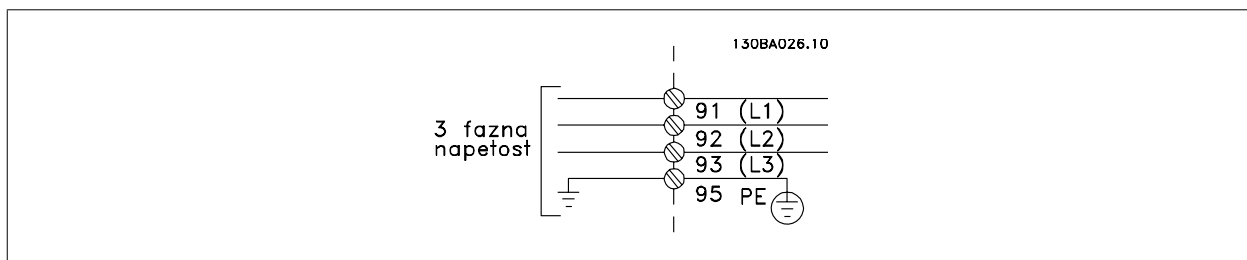 130BA026.10
3 fazna
napetost
91 (L1)
92 (L2)
93 (L3)
95 PE